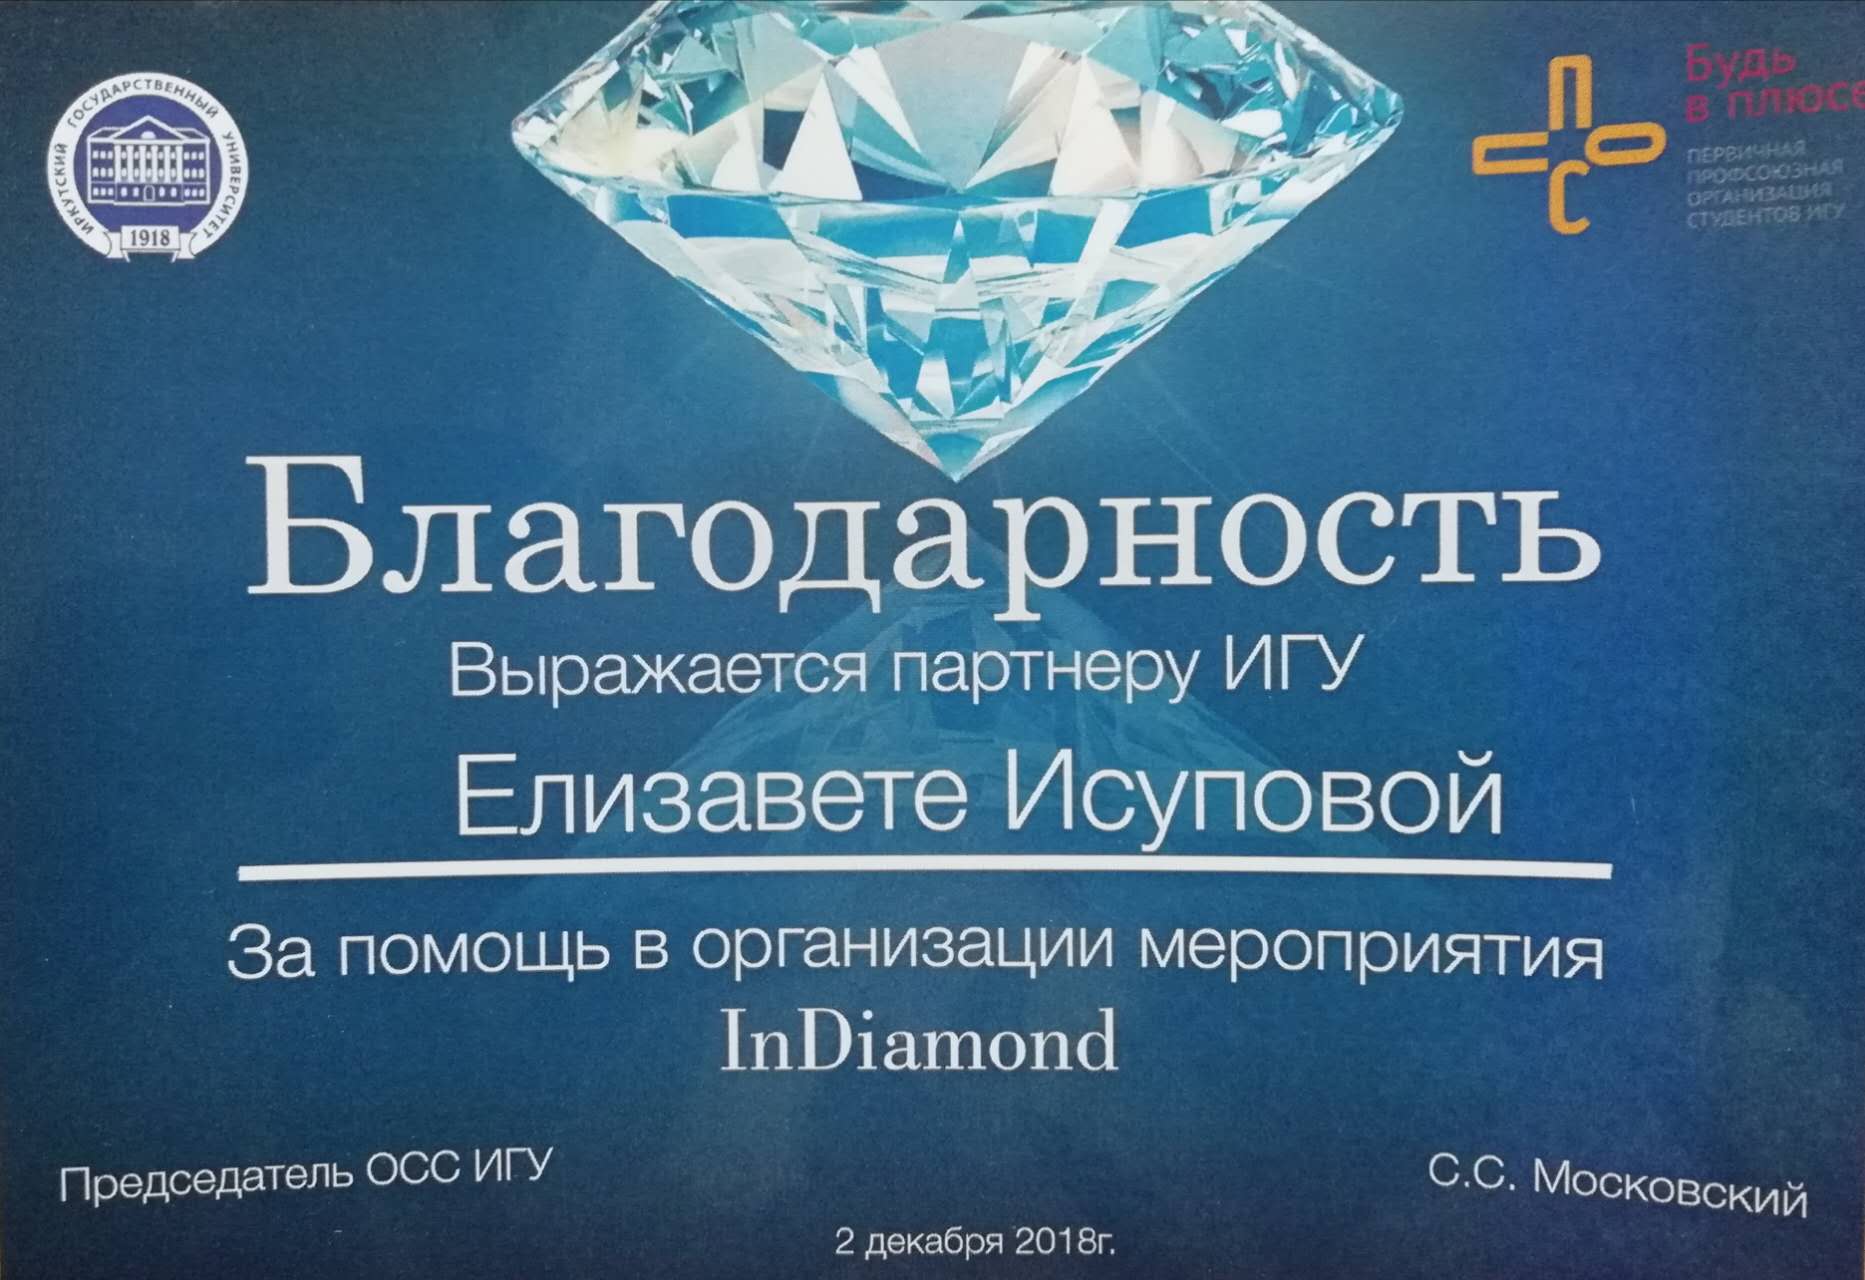 ИРКУТСКИЙ ГОСУДАРСТВЕННЫЙ УНИВЕРСИТЕТ
1918
ПОС
С
Будь
в плюсе
ПЕРВИЧНАЯ
ПРОФСОЮЗНАЯ
ОРГАНИЗАЦИЯ
СТУДЕНТОВ ИГУ
Благодарность
Выражается партнеру ИГУ
Елизавете Исуповой
За помощь в организации мероприятия
InDiamond
Председатель ОСС ИГУ
С.С. Московский
2 декабря 2018г.